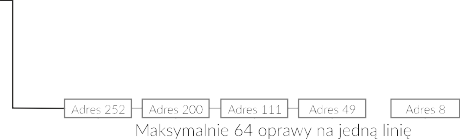 Adres 252 Adres 200 Adres 111 Adres 49 Adres 8
Maksymalnie 64 oprawy na jedną linię